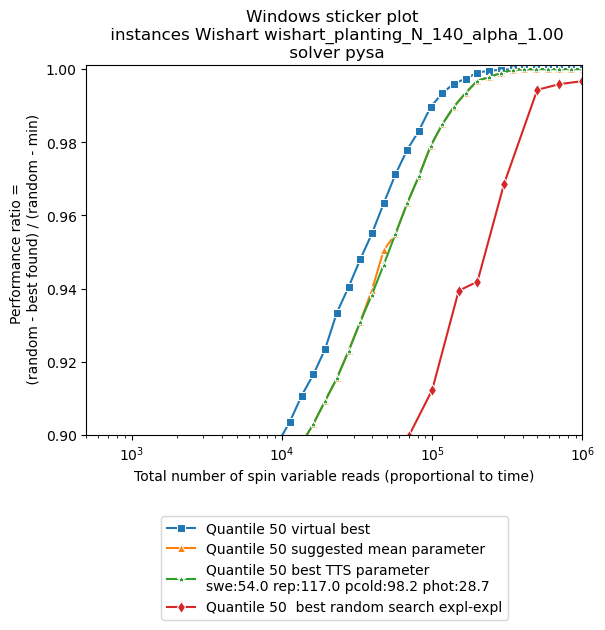 Windows sticker plot
instances Wishart wishart_planting_N_140_alpha_1.00
solver pysa
Performance ratio =
(random - best found) / (random - min)
1.00
0.98
0.96
0.94
0.92
0.90
10^3
10^4
10^5
10^6
Total number of spin variable reads (proportional to time)
Quantile 50 virtual best
Quantile 50 suggested mean parameter
Quantile 50 best TTS parameter
swe:54.0 rep:117.0 pcold:98.2 phot:28.7
Quantile 50  best random search expl-expl